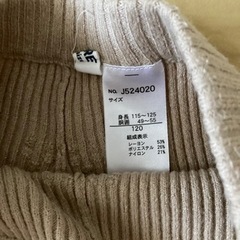 RE
NO. J524020
サイズ
身長 115～125
胴囲 49～55
120
組成表示
レーヨン 53%
ポリエステル 26%
ナイロン 21%